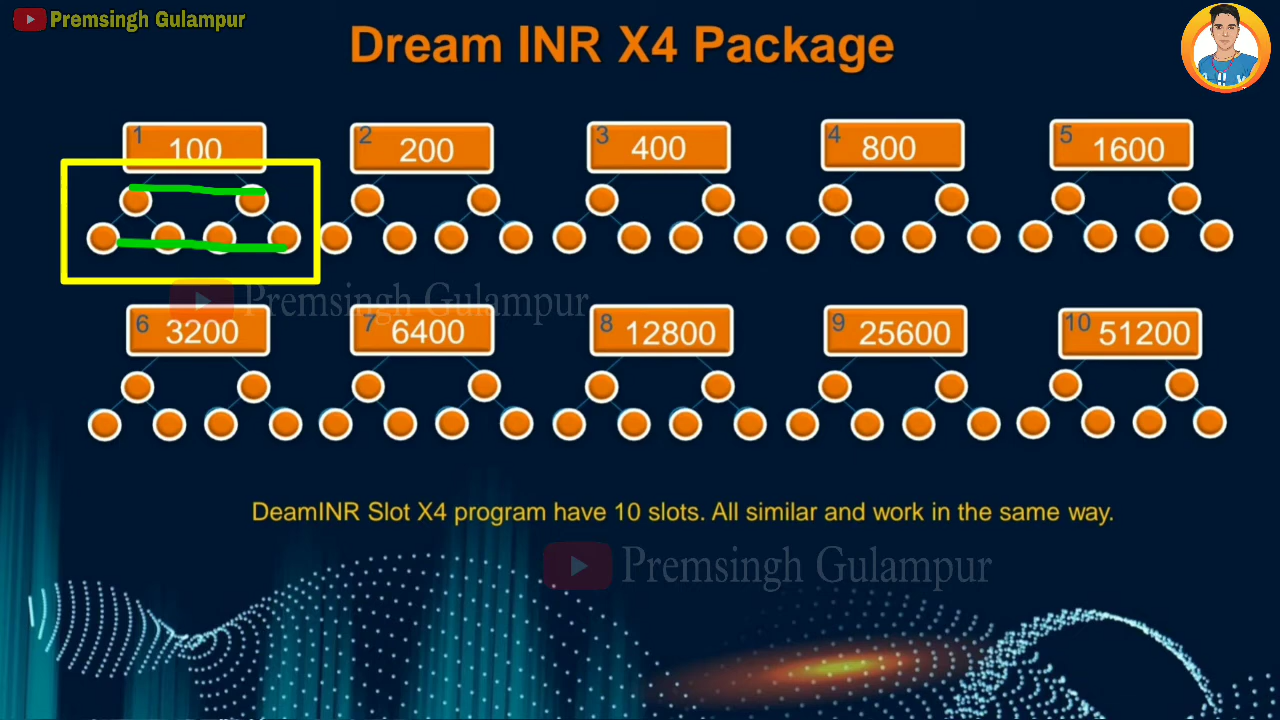 Premsingh Gulampur
Dream INR X4 Package
1 100
2 200
3 400
4 800
5 1600
Premsingh Gulampur
6 3200
7 6400
8 12800
9 25600
10 51200
DeamINR Slot X4 program have 10 slots. All similar and work in the same way.
Premsingh Gulampur